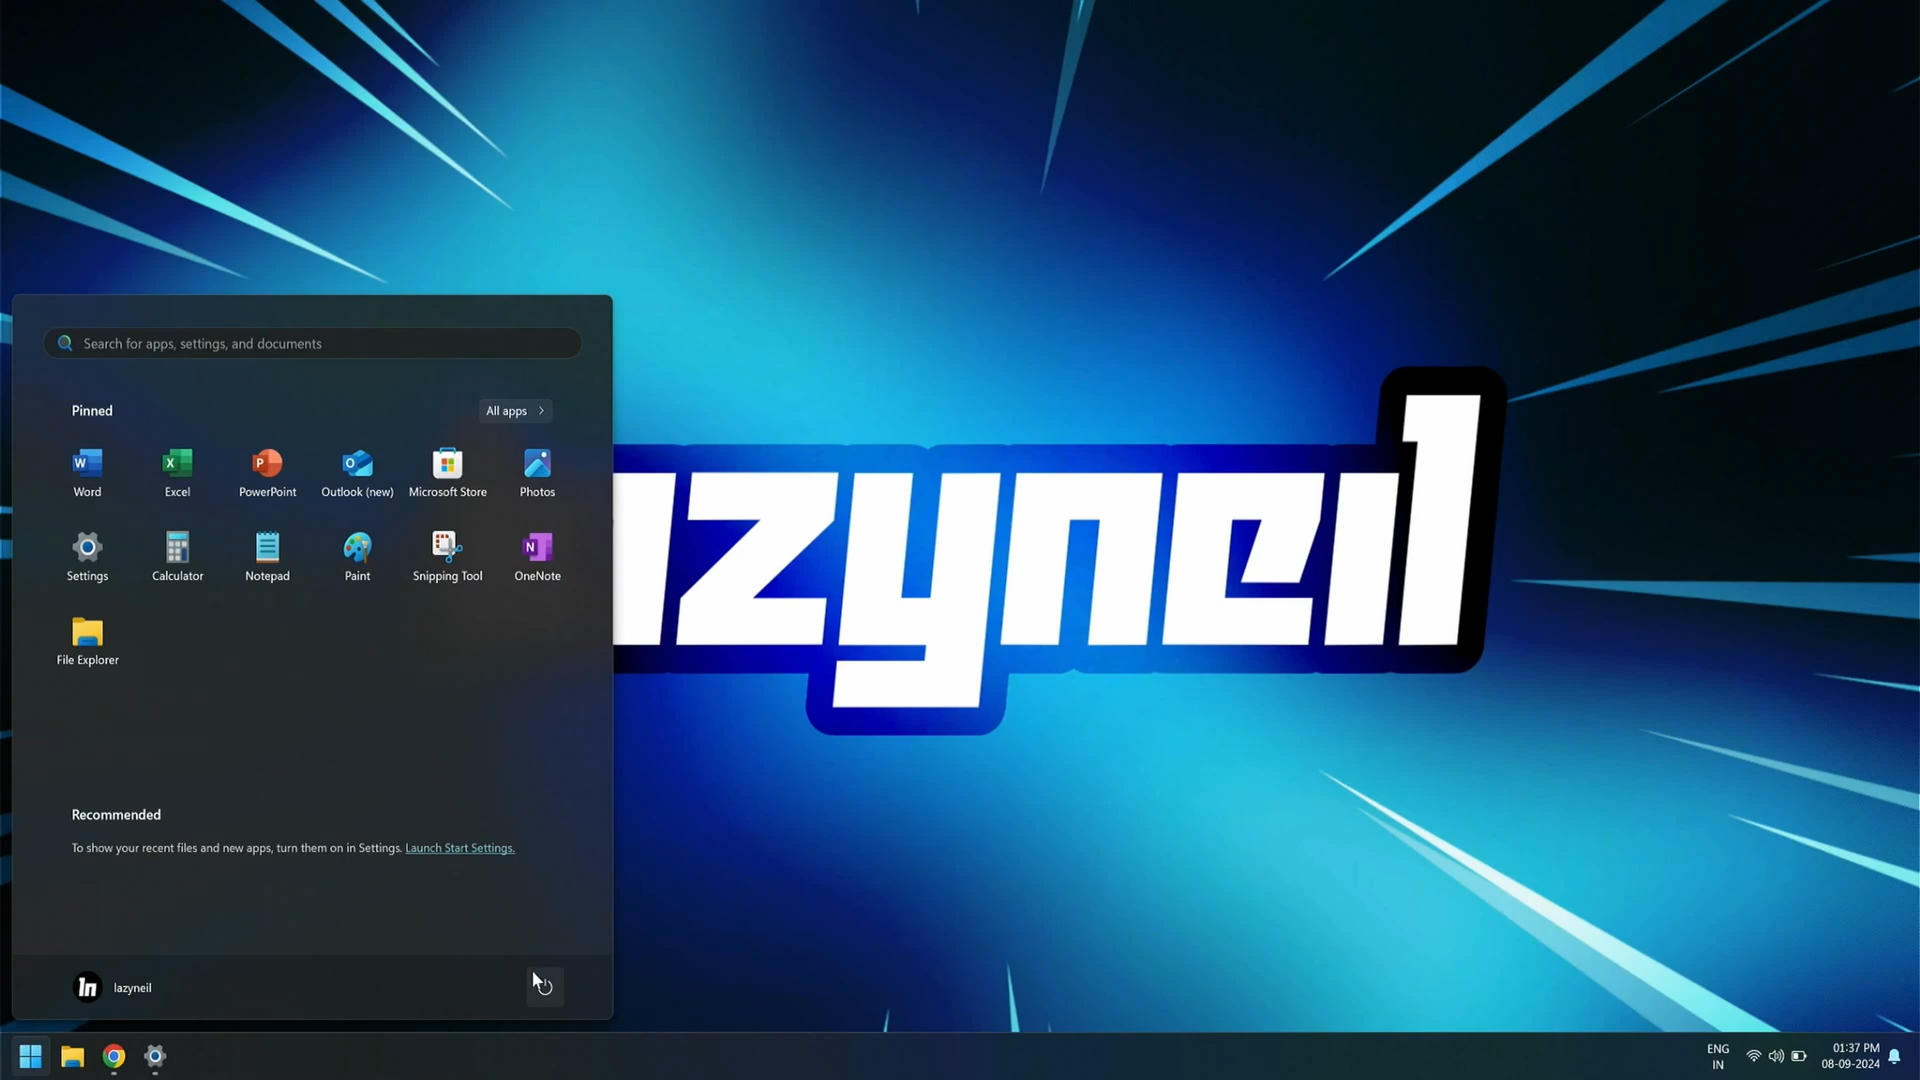 Search for apps, settings, and documents
Pinned
All apps
Word
Excel
PowerPoint
Outlook (new)
Microsoft Store
Photos
Settings
Calculator
Notepad
Paint
Snipping Tool
OneNote
File Explorer
Recommended
To show your recent files and new apps, turn them on in Settings. Launch Start Settings.
ln
lazyneil
azyneil
ENG
IN
01:37 PM
08-09-2024